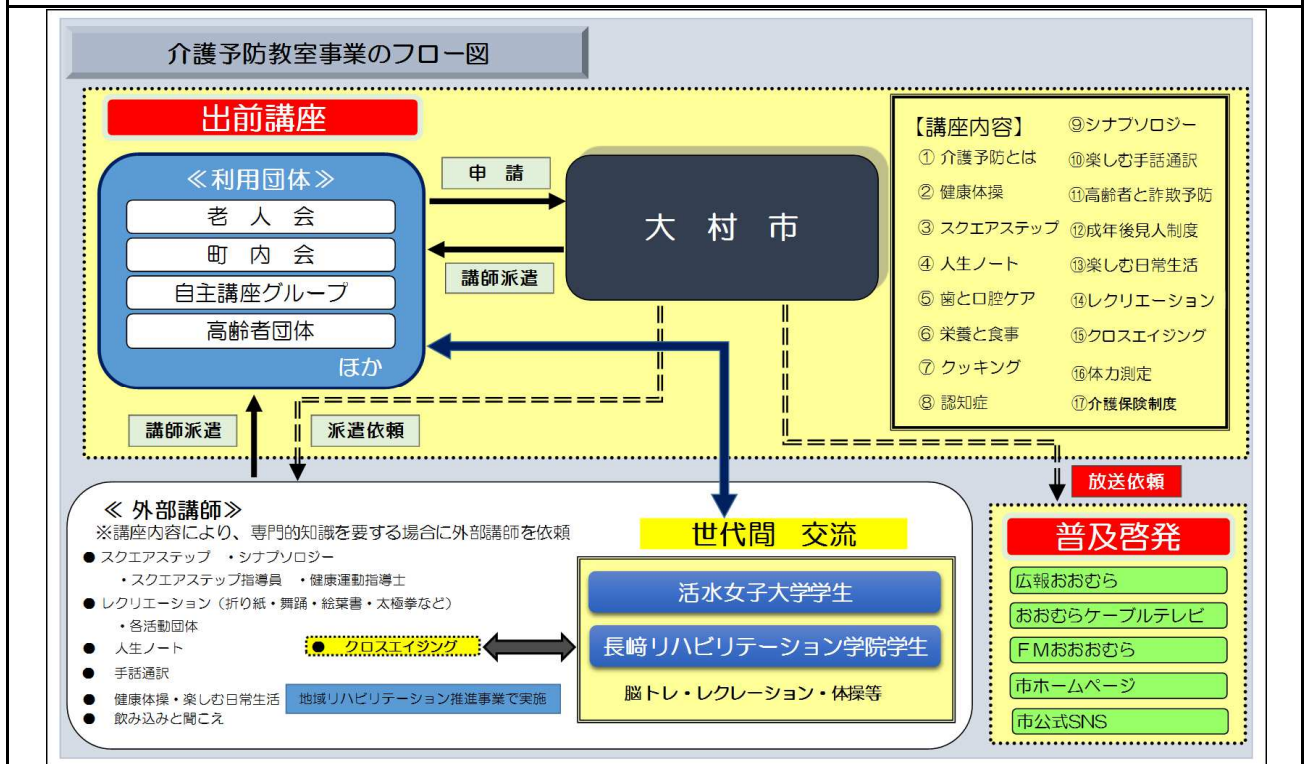 介護予防教室事業のフロー図
出前講座
≪利用団体≫
老 人 会
町 内 会
自主講座グループ
高齢者団体
ほか
申 請
講師派遣
大 村 市
【講座内容】
① 介護予防とは
② 健康体操
③ スクエアステップ
④ 人生ノート
⑤ 歯と口腔ケア
⑥ 栄養と食事
⑦ クッキング
⑧ 認知症
⑨シナプソロジー
⑩楽しむ手話通訳
⑪高齢者と詐欺予防
⑫成年後見人制度
⑬楽しむ日常生活
⑭レクリエーション
⑮クロスエイジング
⑯体力測定
⑰介護保険制度
講師派遣
派遣依頼
放送依頼
≪ 外部講師≫
※講座内容により、専門的知識を要する場合に外部講師を依頼
● スクエアステップ ・シナプソロジー
・スクエアステップ指導員 ・健康運動指導士
● レクリエーション（折り紙・舞踊・絵葉書・太極拳など）
・各活動団体
● 人生ノート
● 手話通訳
● 健康体操・楽しむ日常生活
● 飲み込みと聞こえ
● クロスエイジング
地域リハビリテーション推進事業で実施
世代間 交流
活水女子大学学生
長崎リハビリテーション学院学生
脳トレ・レクレーション・体操等
普及啓発
広報おおむら
おおむらケーブルテレビ
ＦＭおおおむら
市ホームページ
市公式SNS